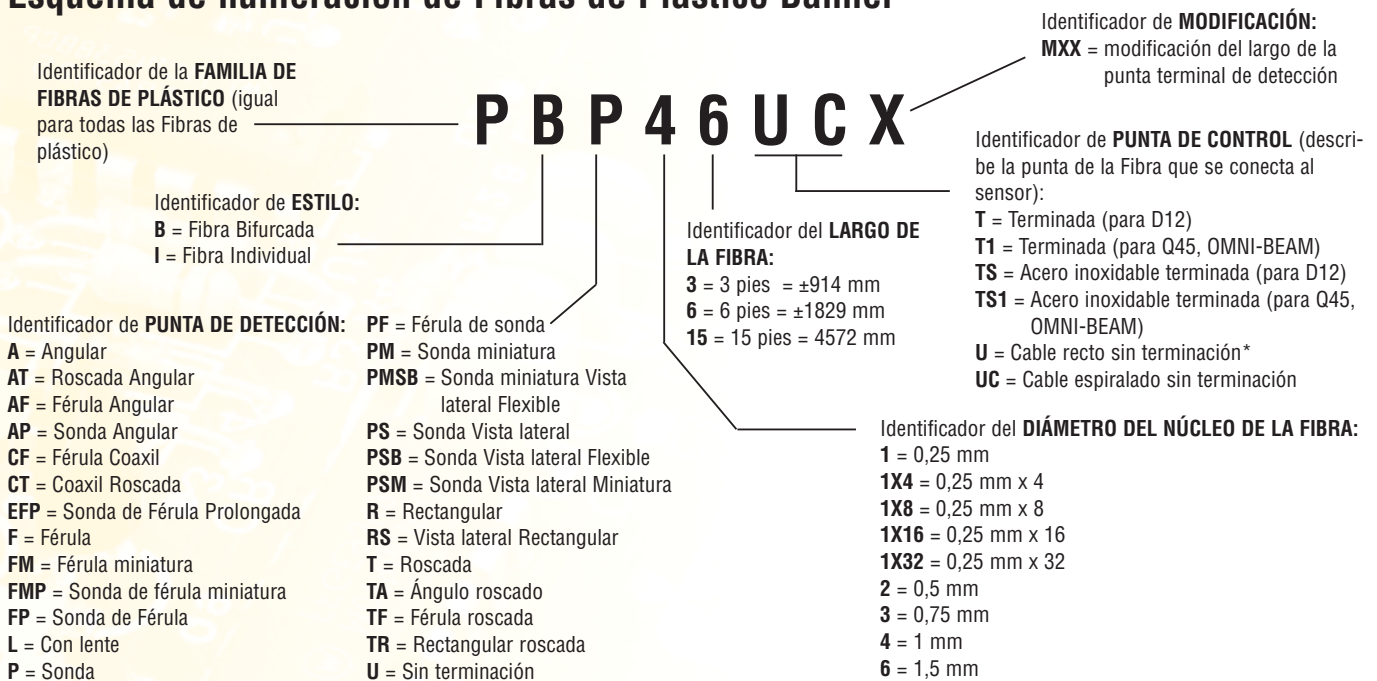 Esquema de numeración de Fibras de Plástico Banner
Identificador de MODIFICACIÓN:
MXX = modificación del largo de la
punta terminal de detección
Identificador de la FAMILIA DE
FIBRAS DE PLÁSTICO (igual
para todas las Fibras de
plástico)
P B P 4 6 U C X
Identificador de PUNTA DE CONTROL (descri-
be la punta de la Fibra que se conecta al
sensor):
T = Terminada (para D12)
T1 = Terminada (para Q45, OMNI-BEAM)
TS = Acero inoxidable terminada (para D12)
TS1 = Acero inoxidable terminada (para Q45,
OMNI-BEAM)
U = Cable recto sin terminación*
UC = Cable espiralado sin terminación
Identificador de ESTILO:
B = Fibra Bifurcada
I = Fibra Individual
Identificador del LARGO DE
LA FIBRA:
3 = 3 pies = ±914 mm
6 = 6 pies = ±1829 mm
15 = 15 pies = 4572 mm
Identificador de PUNTA DE DETECCIÓN:
A = Angular
AT = Roscada Angular
AF = Férula Angular
AP = Sonda Angular
CF = Férula Coaxil
CT = Coaxil Roscada
EFP = Sonda de Férula Prolongada
F = Férula
FM = Férula miniatura
FMP = Sonda de férula miniatura
FP = Sonda de Férula
L = Con lente
P = Sonda
PF = Férula de sonda
PM = Sonda miniatura
PMSB = Sonda miniatura Vista
lateral Flexible
PS = Sonda Vista lateral
PSB = Sonda Vista lateral Flexible
PSM = Sonda Vista lateral Miniatura
R = Rectangular
RS = Vista lateral Rectangular
T = Roscada
TA = Ángulo roscado
TF = Férula roscada
TR = Rectangular roscada
U = Sin terminación
Identificador del DIÁMETRO DEL NÚCLEO DE LA FIBRA:
1 = 0,25 mm
1X4 = 0,25 mm x 4
1X8 = 0,25 mm x 8
1X16 = 0,25 mm x 16
1X32 = 0,25 mm x 32
2 = 0,5 mm
3 = 0,75 mm
4 = 1 mm
6 = 1,5 mm